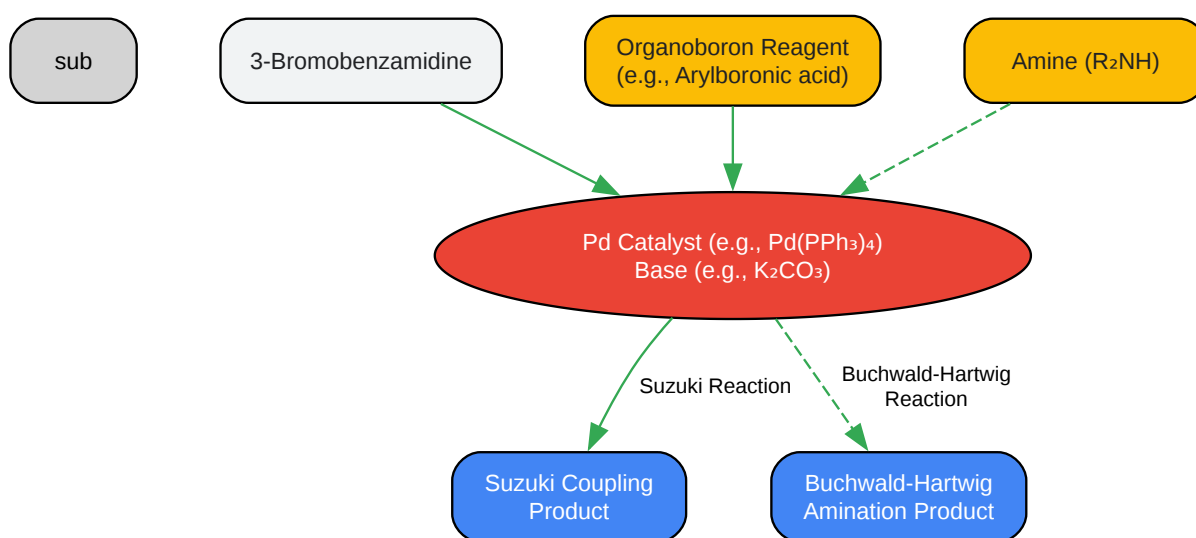 sub
3-Bromobenzamidine
Organoboron Reagent
(e.g., Arylboronic acid)
Amine (R₂NH)
Pd Catalyst (e.g., Pd(PPh₃)₄)
Base (e.g., K₂CO₃)
Suzuki Reaction
Buchwald-Hartwig
Reaction
Suzuki Coupling
Product
Buchwald-Hartwig
Amination Product